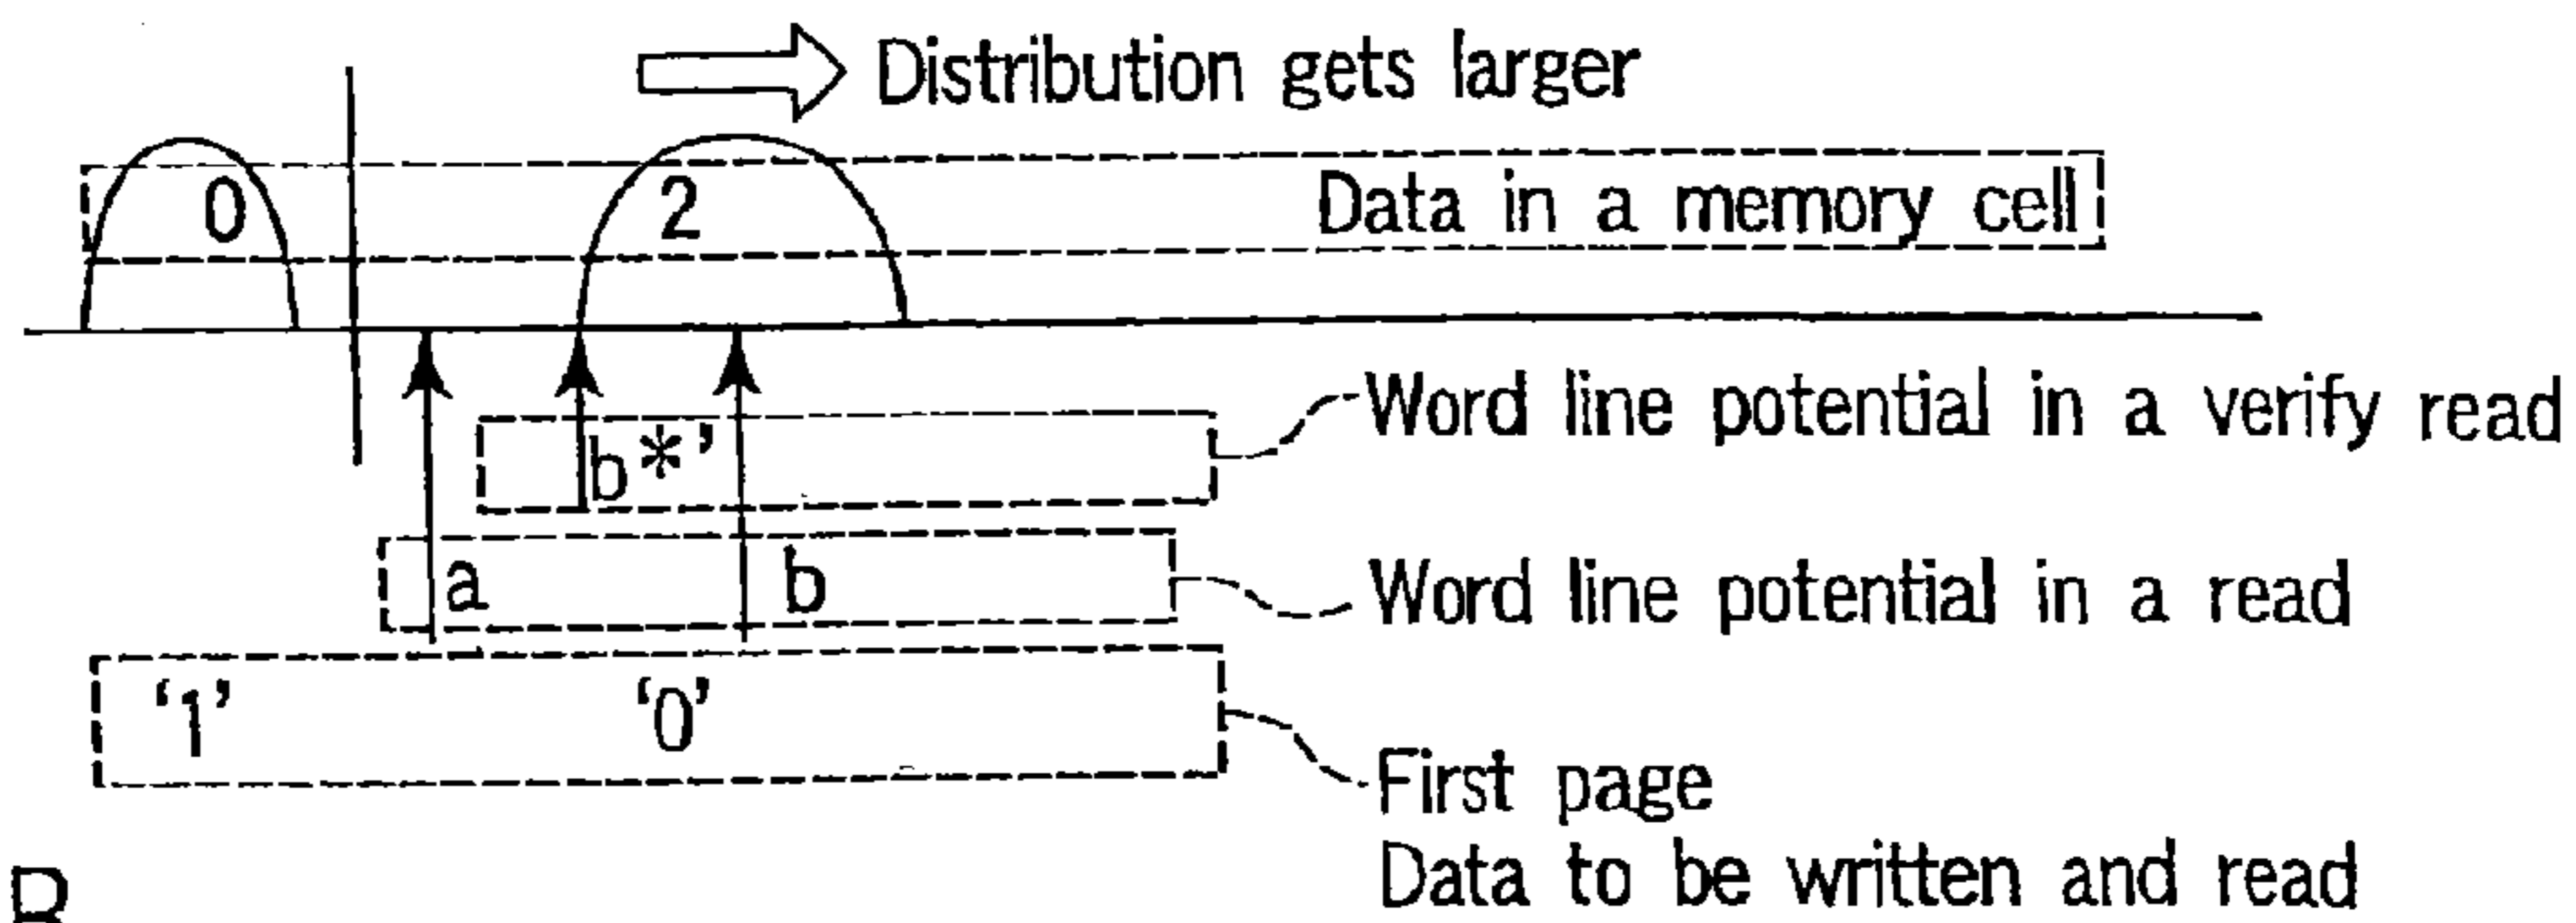 Distribution gets larger
0 2 Data in a memory cell
b*' Word line potential in a verify read
a b Word line potential in a read
‘1’ ‘0’
First page
Data to be written and read